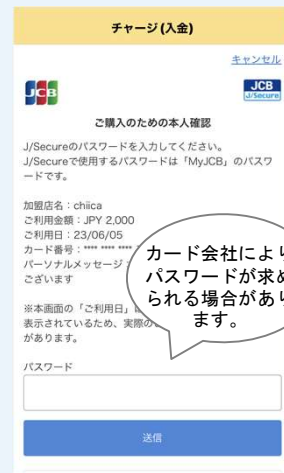 チャージ(入金)
キャンセル
JCB
JCB
J/Secure
ご購入のための本人確認
J/Secureのパスワードを入力してください。
J/Secureで使用するパスワードは「MyJCB」のパスワ
ードです。
加盟店名：chiica
ご利用金額：JPY 2,000
ご利用日：23/06/05
カード番号：**** **** ****
パーソナルメッセージ
ございます
カード会社により
パスワードが求め
られる場合があり
ます。
※本画面の「ご利用日」
表示されているため、実際の
があります。
パスワード
送信